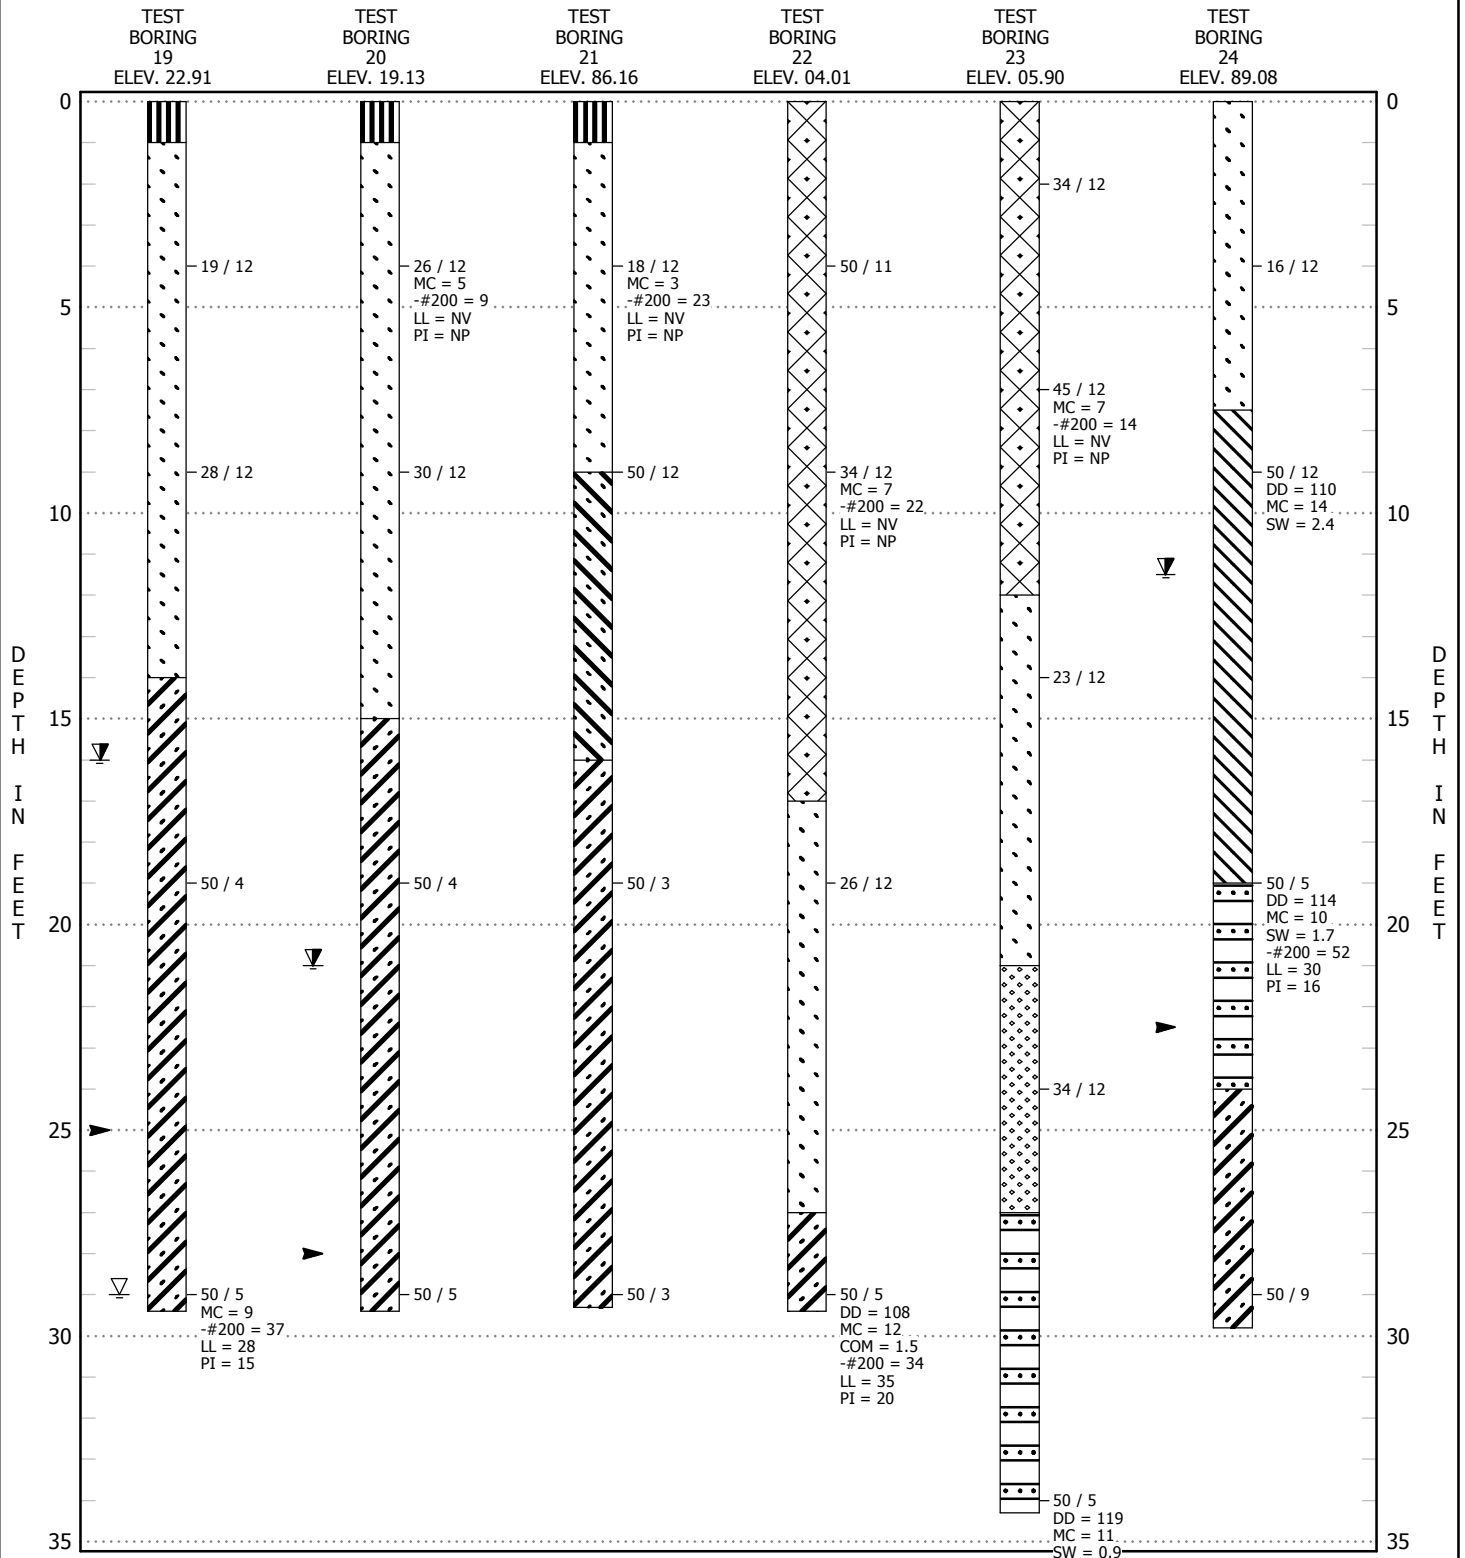 TEST
BORING
19
ELEV. 22.91
TEST
BORING
20
ELEV. 19.13
TEST
BORING
21
ELEV. 86.16
TEST
BORING
22
ELEV. 04.01
TEST
BORING
23
ELEV. 05.90
TEST
BORING
24
ELEV. 89.08
DEPTH IN FEET
0
5
10
15
20
25
30
35
19 / 12
28 / 12
50 / 4
50 / 5
MC = 9
-#200 = 37
LL = 28
PI = 15
26 / 12
MC = 5
-#200 = 9
LL = NV
PI = NP
30 / 12
50 / 4
50 / 5
18 / 12
MC = 3
-#200 = 23
LL = NV
PI = NP
50 / 12
50 / 3
50 / 3
50 / 11
34 / 12
MC = 7
-#200 = 22
LL = NV
PI = NP
26 / 12
50 / 5
DD = 108
MC = 12
COM = 1.5
-#200 = 34
LL = 35
PI = 20
34 / 12
45 / 12
MC = 7
-#200 = 14
LL = NV
PI = NP
23 / 12
34 / 12
50 / 5
DD = 119
MC = 11
SW = 0.9
16 / 12
50 / 12
DD = 110
MC = 14
SW = 2.4
50 / 5
DD = 114
MC = 10
SW = 1.7
-#200 = 52
LL = 30
PI = 16
50 / 9
0
5
10
15
20
25
30
35
DEPTH IN FEET